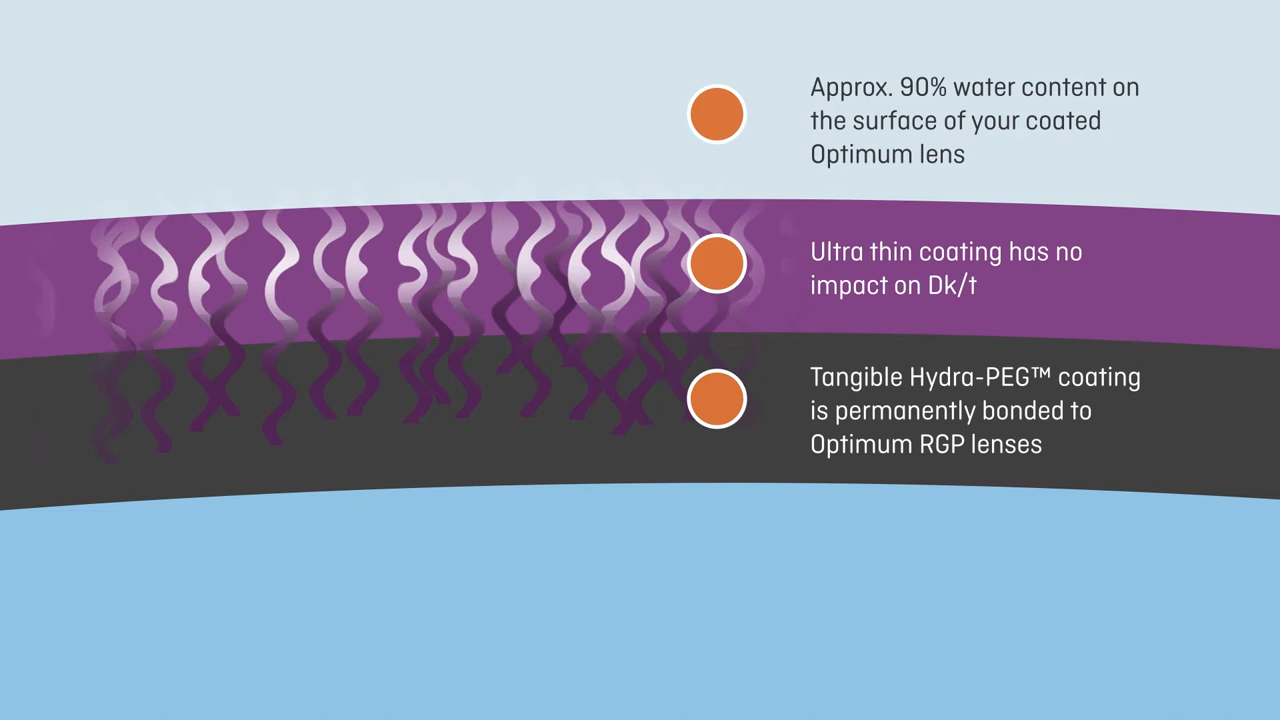 Approx. 90% water content on
the surface of your coated
Optimum lens
Ultra thin coating has no
impact on Dk/t
Tangible Hydra-PEG™ coating
is permanently bonded to
Optimum RGP lenses